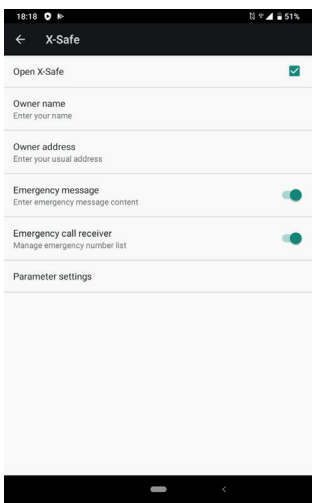 18:18 51%
X-Safe
Open X-Safe
Owner name
Enter your name
Owner address
Enter your usual address
Emergency message
Enter emergency message content
Emergency call receiver
Manage emergency number list
Parameter settings